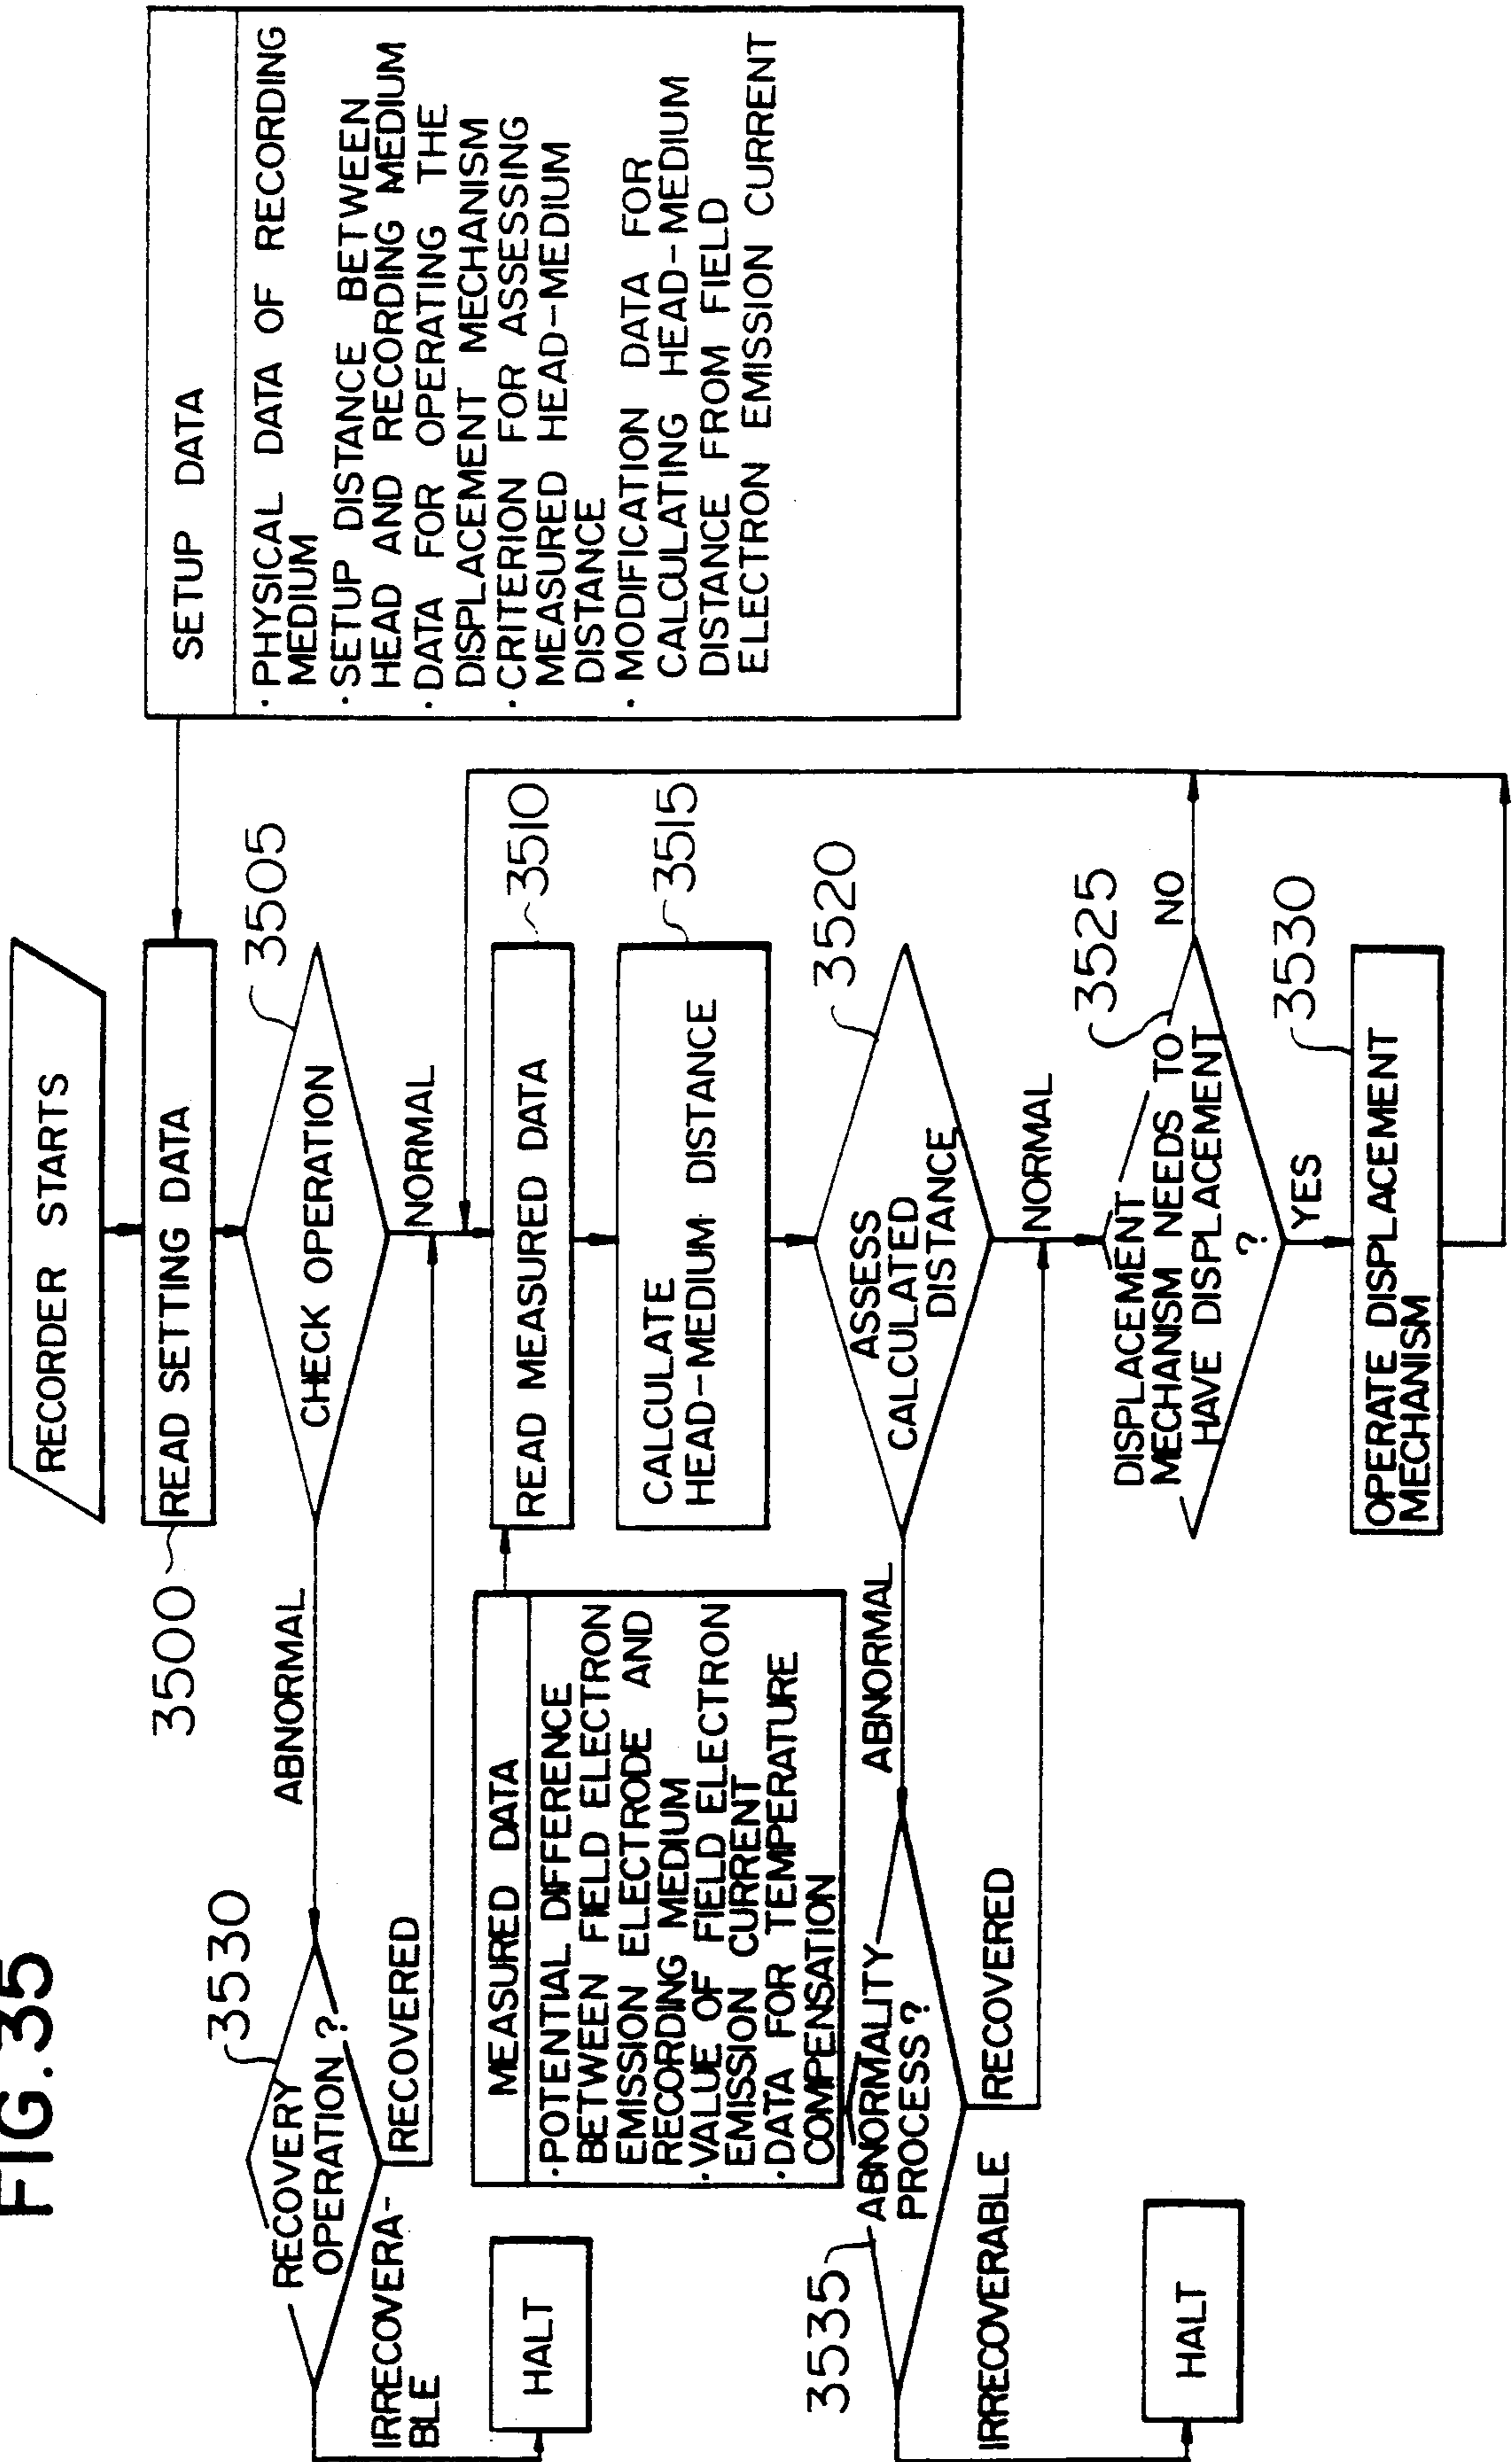 FIG.35
RECORDER STARTS
3500
READ SETTING DATA
SETUP DATA
· PHYSICAL DATA OF RECORDING
MEDIUM
· SETUP DISTANCE BETWEEN
HEAD AND RECORDING MEDIUM
· DATA FOR OPERATING THE
DISPLACEMENT MECHANISM
· CRITERION FOR ASSESSING
MEASURED HEAD-MEDIUM
DISTANCE
· MODIFICATION DATA FOR
CALCULATING HEAD-MEDIUM
DISTANCE FROM FIELD
ELECTRON EMISSION CURRENT
3505
CHECK OPERATION
ABNORMAL
NORMAL
3530
RECOVERY
OPERATION ?
RECOVERED
IRRECOVERA-
BLE
HALT
MEASURED DATA
· POTENTIAL DIFFERENCE
BETWEEN FIELD ELECTRON
EMISSION ELECTRODE AND
RECORDING MEDIUM
· VALUE OF FIELD ELECTRON
EMISSION CURRENT
· DATA FOR TEMPERATURE
COMPENSATION
READ MEASURED DATA
3510
CALCULATE
HEAD-MEDIUM DISTANCE
3515
ASSESS
CALCULATED
DISTANCE
3520
ABNORMAL
NORMAL
3535
ABNORMALITY
PROCESS?
RECOVERED
IRRECOVERABLE
HALT
DISPLACEMENT
MECHANISM NEEDS TO
HAVE DISPLACEMENT
?
3525
NO
YES
OPERATE DISPLACEMENT
MECHANISM
3530